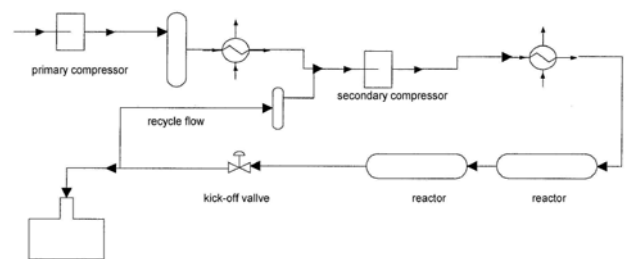 primary compressor
secondary compressor
recycle flow
kick-off vallve
reactor
reactor